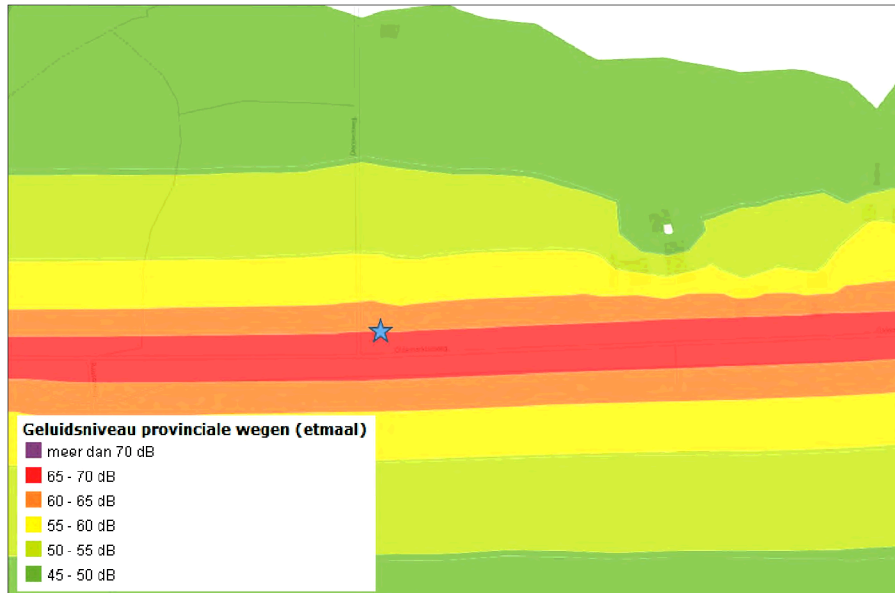 Geluidsniveau provinciale wegen (etmaal)
meer dan 70 dB
65 - 70 dB
60 - 65 dB
55 - 60 dB
50 - 55 dB
45 - 50 dB